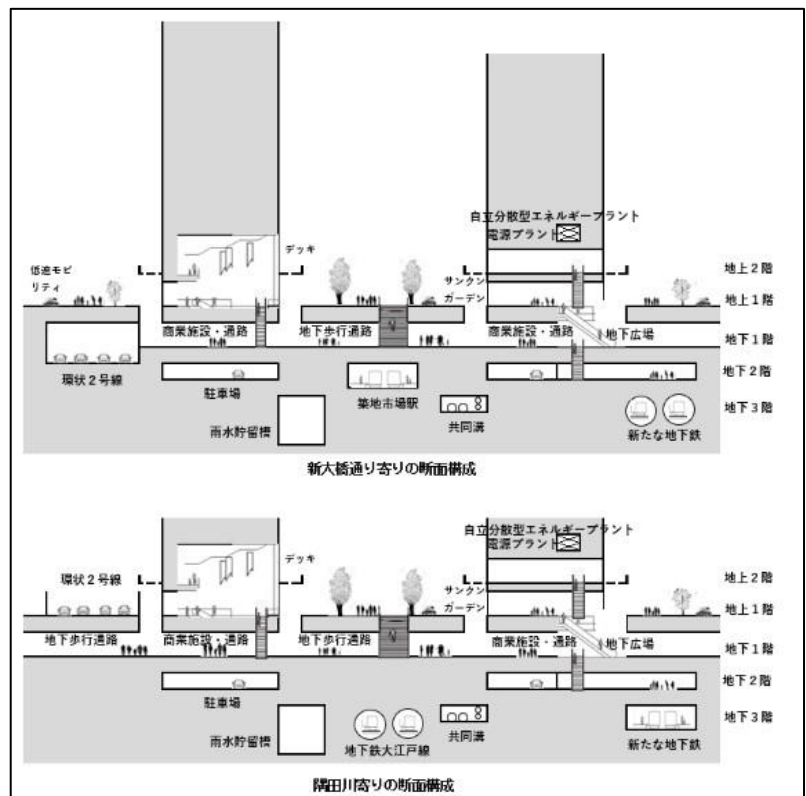 自立分散型エネルギープラント
電源プラント
デッキ
低速モビ
リティ
サンクン
ガーデン
地上2階
地上1階
商業施設・通路
地下歩行通路
商業施設・通路
地下広場
地下1階
環状2号線
駐車場
築地市場駅
地下2階
雨水貯留槽
共同溝
新たな地下鉄
地下3階
新大橋通り寄りの断面構成
自立分散型エネルギープラント
電源プラント
デッキ
環状2号線
サンクン
ガーデン
地上2階
地上1階
地下歩行通路
商業施設・通路
地下歩行通路
商業施設・通路
地下広場
地下1階
駐車場
地下2階
雨水貯留槽
地下鉄大江戸線
共同溝
新たな地下鉄
地下3階
隅田川寄りの断面構成